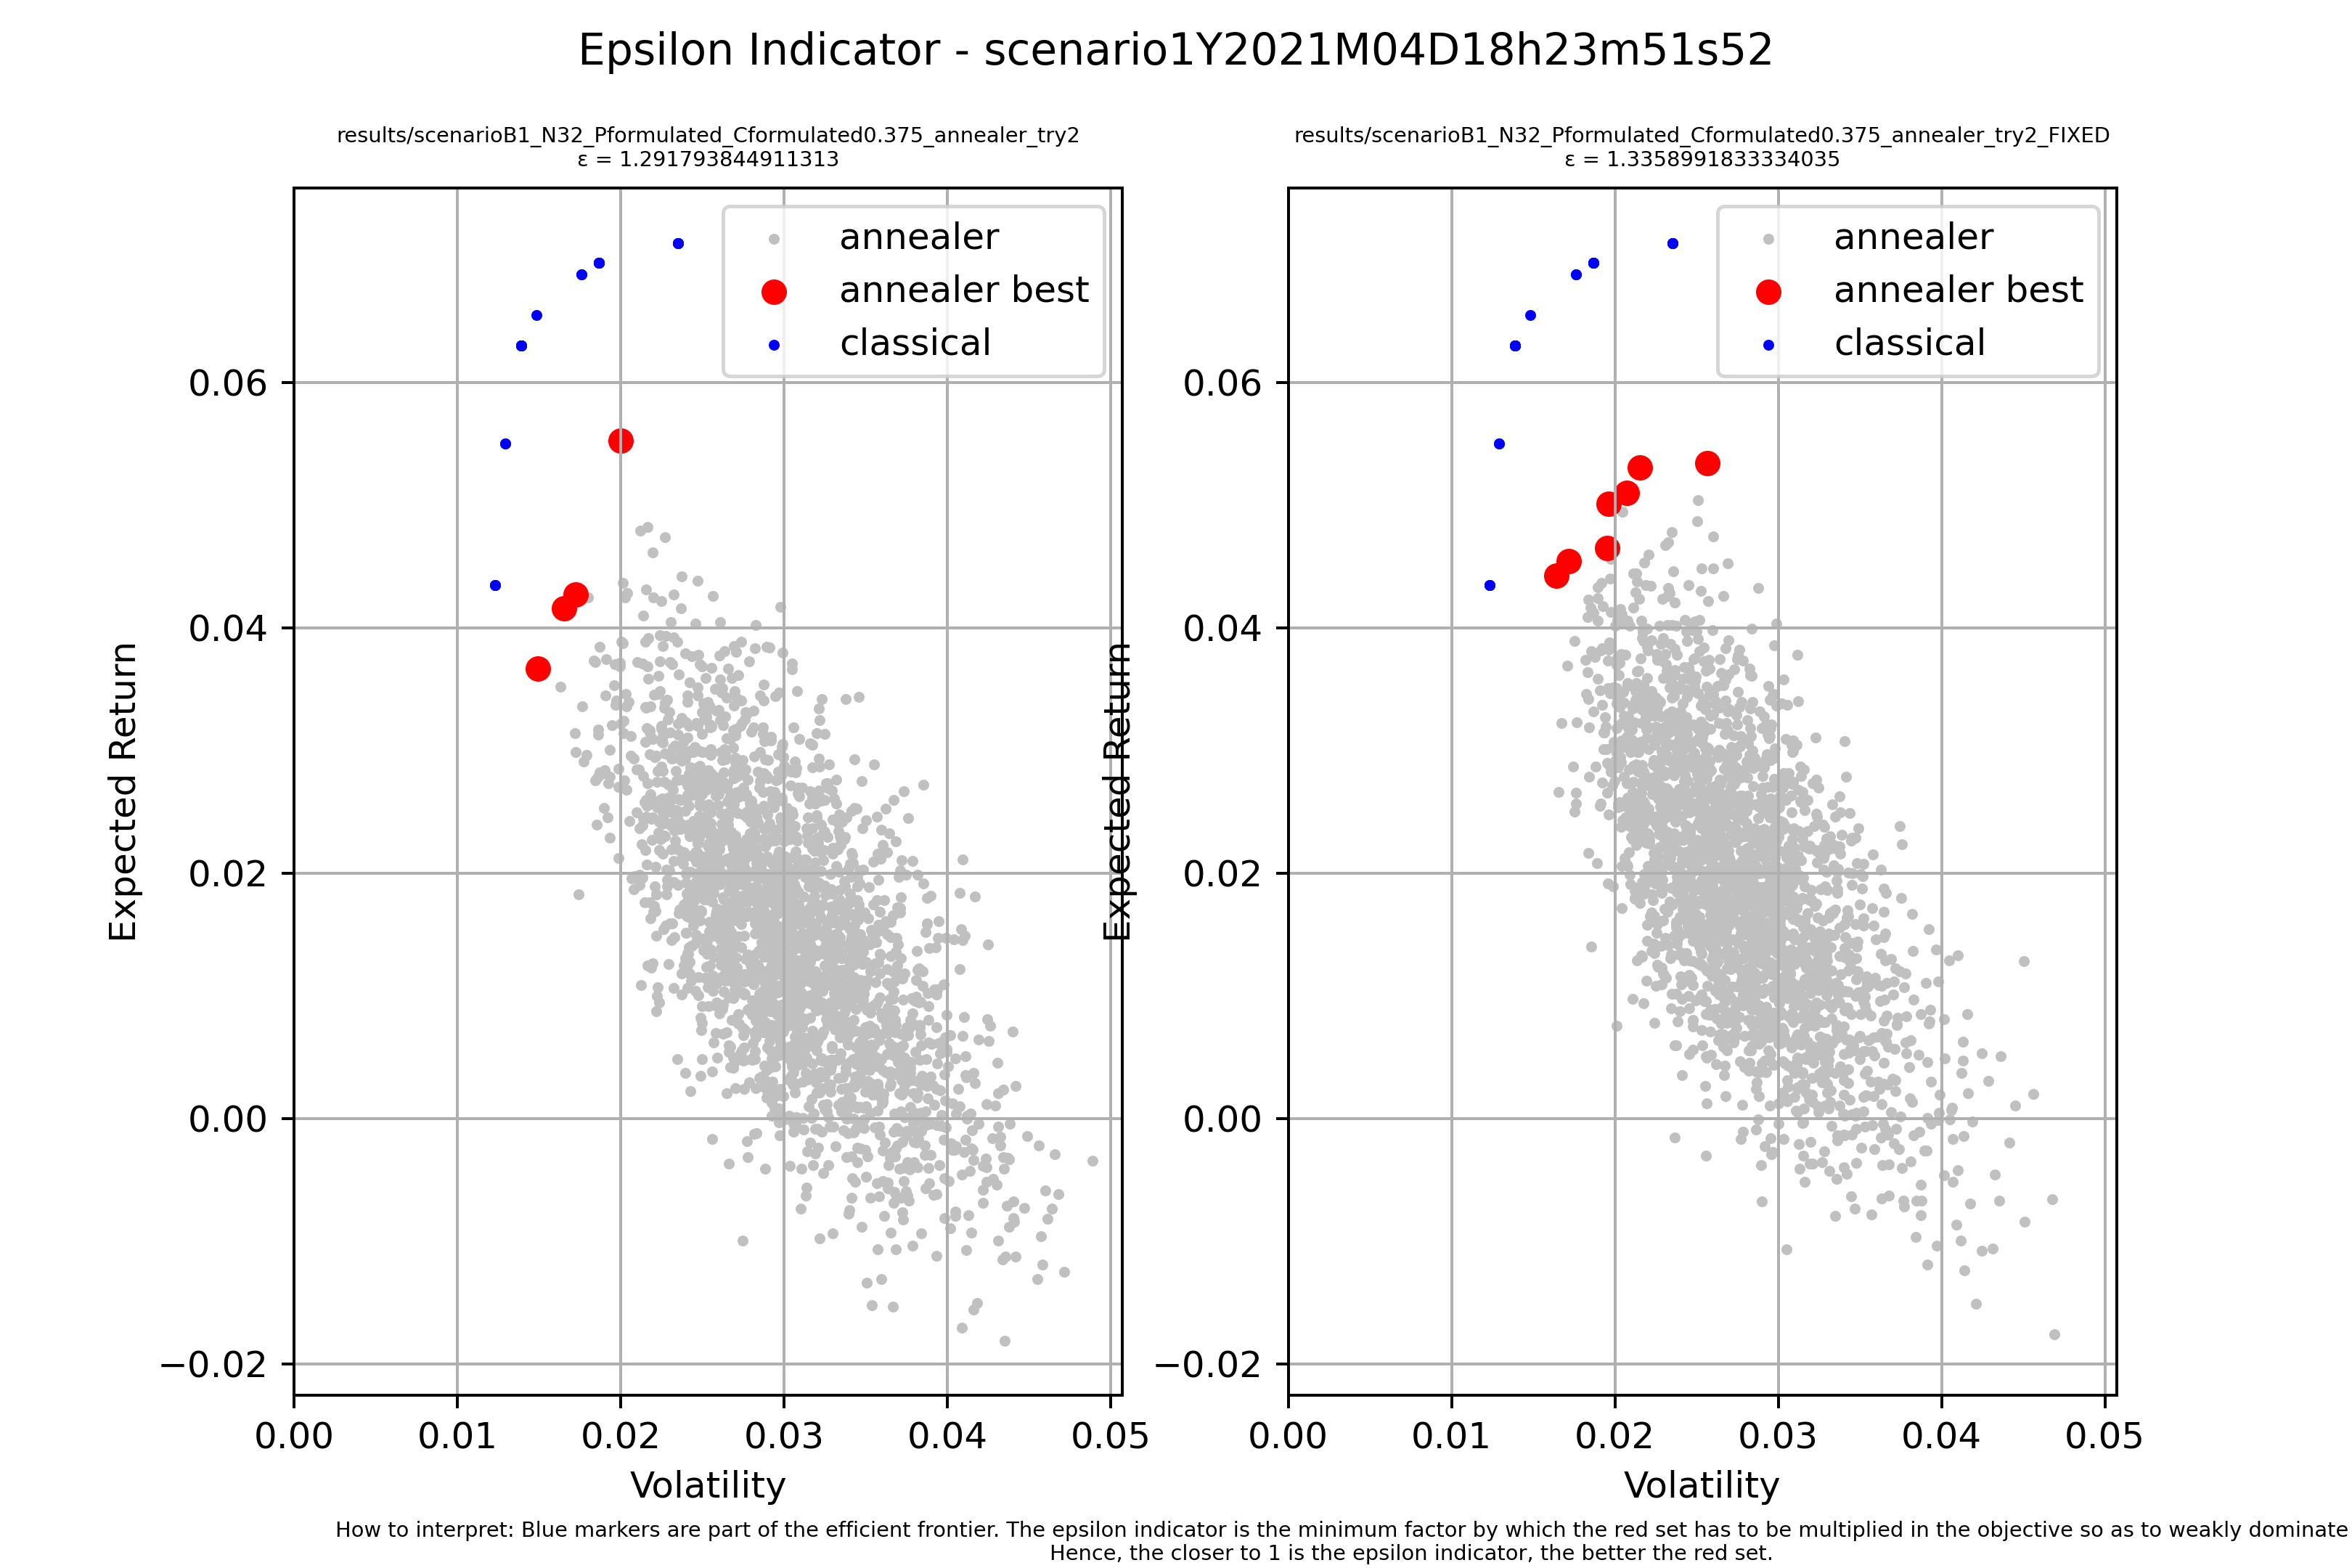 Epsilon Indicator - scenario1Y2021M04D18h23m51s52
results/scenarioB1_N32_Pformulated_Cformulated0.375_annealer_try2
ε = 1.291793844911313
results/scenarioB1_N32_Pformulated_Cformulated0.375_annealer_try2_FIXED
ε = 1.3358991833334035
annealer
annealer best
classical
annealer
annealer best
classical
0.06
0.04
0.02
0.00
−0.02
Expected Return
0.06
0.04
0.02
0.00
−0.02
Expected Return
0.00 0.01 0.02 0.03 0.04 0.05
Volatility
0.00 0.01 0.02 0.03 0.04 0.05
Volatility
How to interpret: Blue markers are part of the efficient frontier. The epsilon indicator is the minimum factor by which the red set has to be multiplied in the objective so as to weakly dominate
Hence, the closer to 1 is the epsilon indicator, the better the red set.